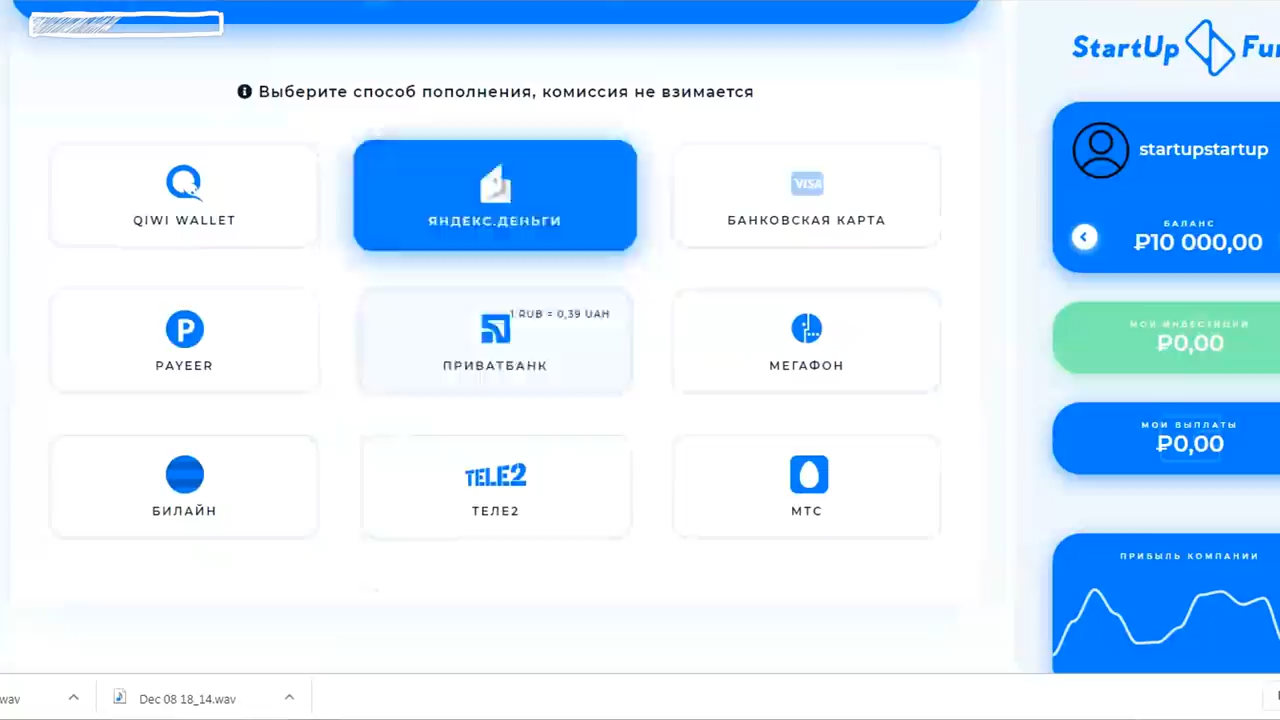 StartUp
Выберите способ пополнения, комиссия не взимается
QIWI WALLET
ЯНДЕКС.ДЕНЬГИ
VISA
БАНКОВСКАЯ КАРТА
startupstartup
БАЛАНС
₽10 000,00
PAYEER
1 RUB = 0,39 UAH
ПРИВАТБАНК
МЕГАФОН
МОИ ИНВЕСТИЦИИ
₽0,00
МОИ ВЫПЛАТЫ
₽0,00
БИЛАЙН
TELE2
ТЕЛЕ2
МТС
ПРИБЫЛЬ КОМПАНИИ
.wav
Dec 08 18_14.wav